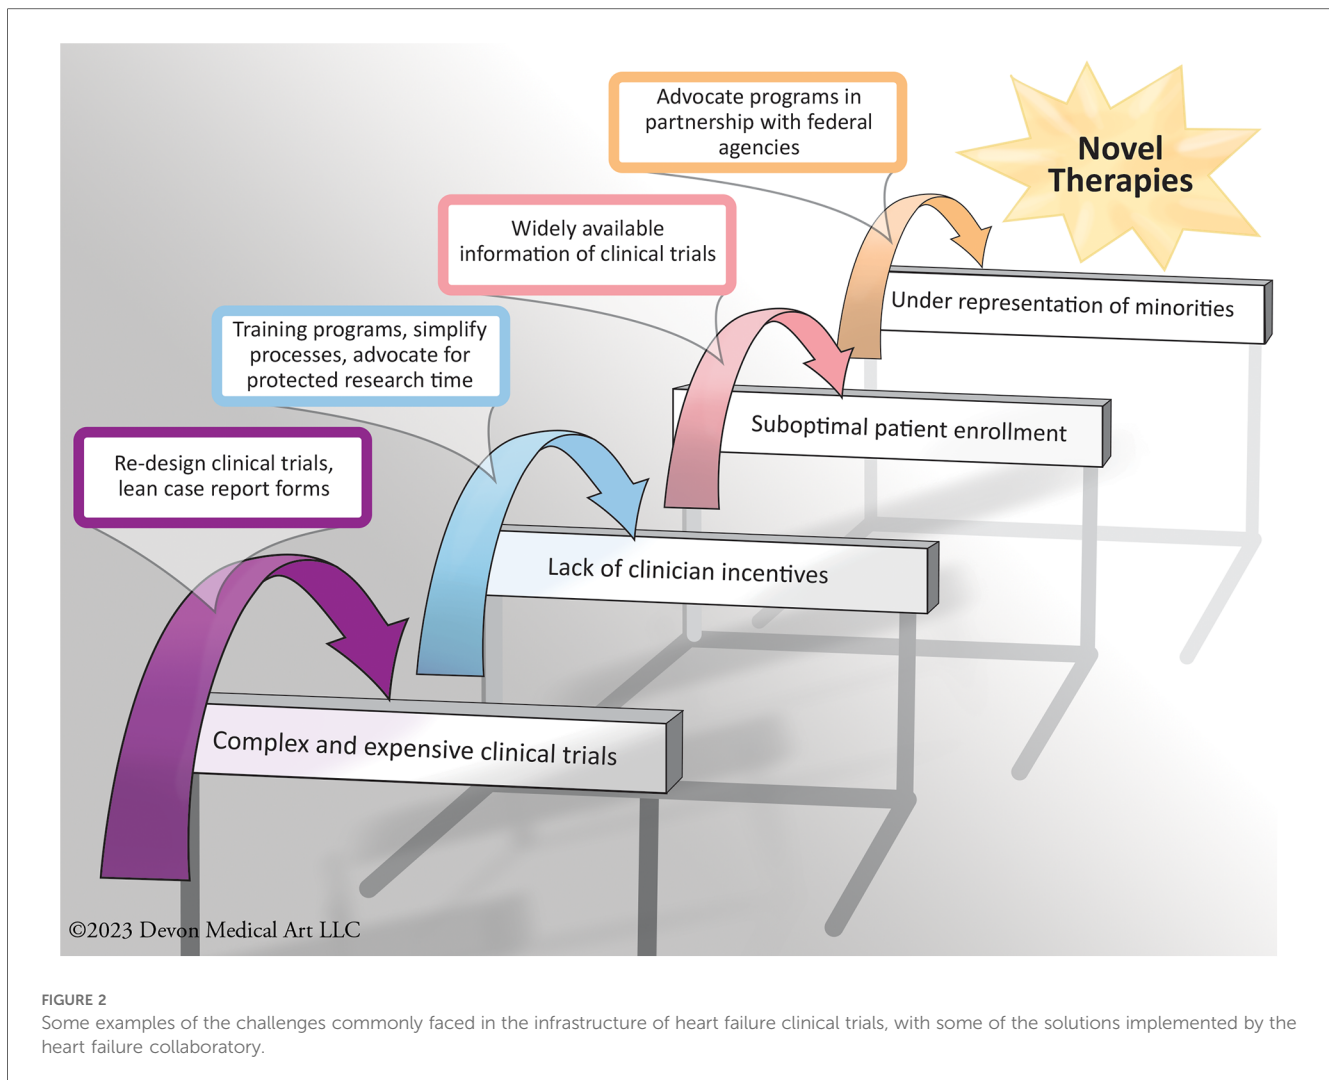 Advocate programs in
partnership with federal
agencies
Novel
Therapies
Widely available
information of clinical trials
Under representation of minorities
Training programs, simplify
processes, advocate for
protected research time
Suboptimal patient enrollment
Re-design clinical trials,
lean case report forms
Lack of clinician incentives
Complex and expensive clinical trials
©2023 Devon Medical Art LLC
FIGURE 2
Some examples of the challenges commonly faced in the infrastructure of heart failure clinical trials, with some of the solutions implemented by the
heart failure collaboratory.